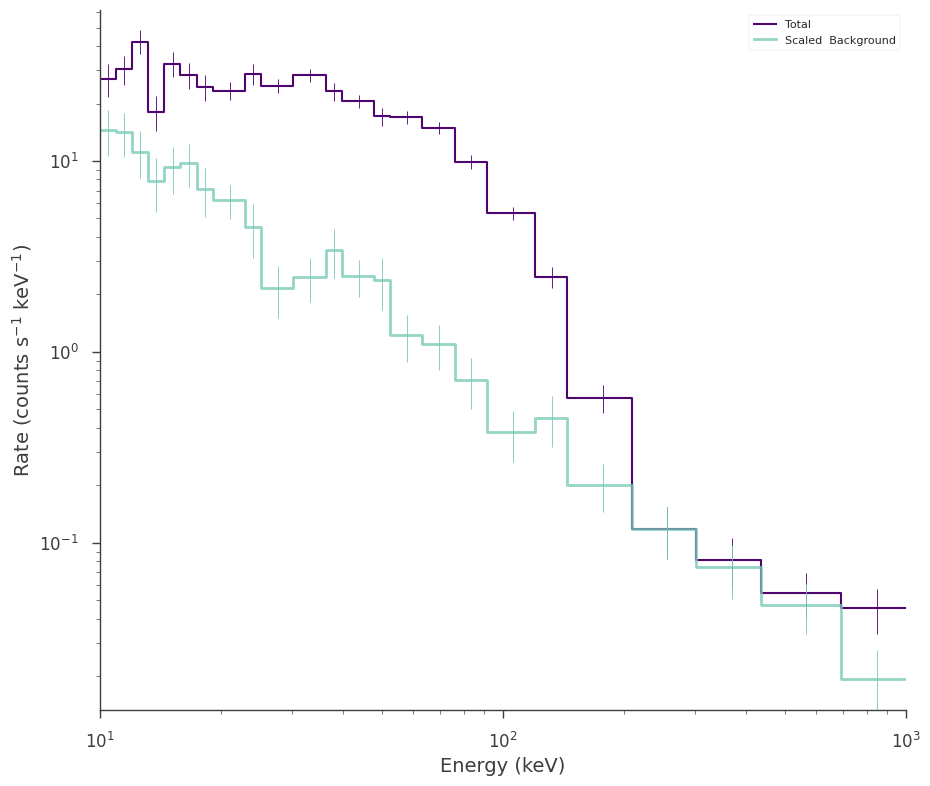 Total
Scaled  Background
10¹
10⁰
10⁻¹
Rate (counts s⁻¹ keV⁻¹)
10¹
10²
10³
Energy (keV)